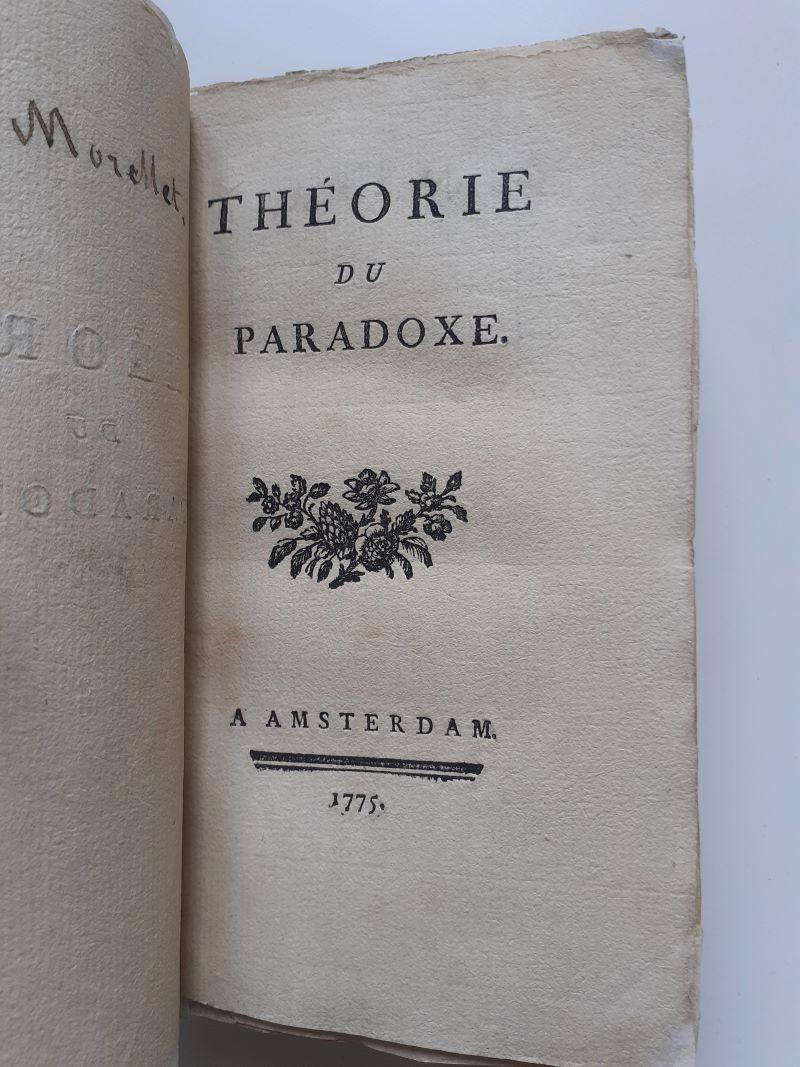 Morellet.
THÉORIE
DU
PARADOXE.
A AMSTERDAM.
1775.